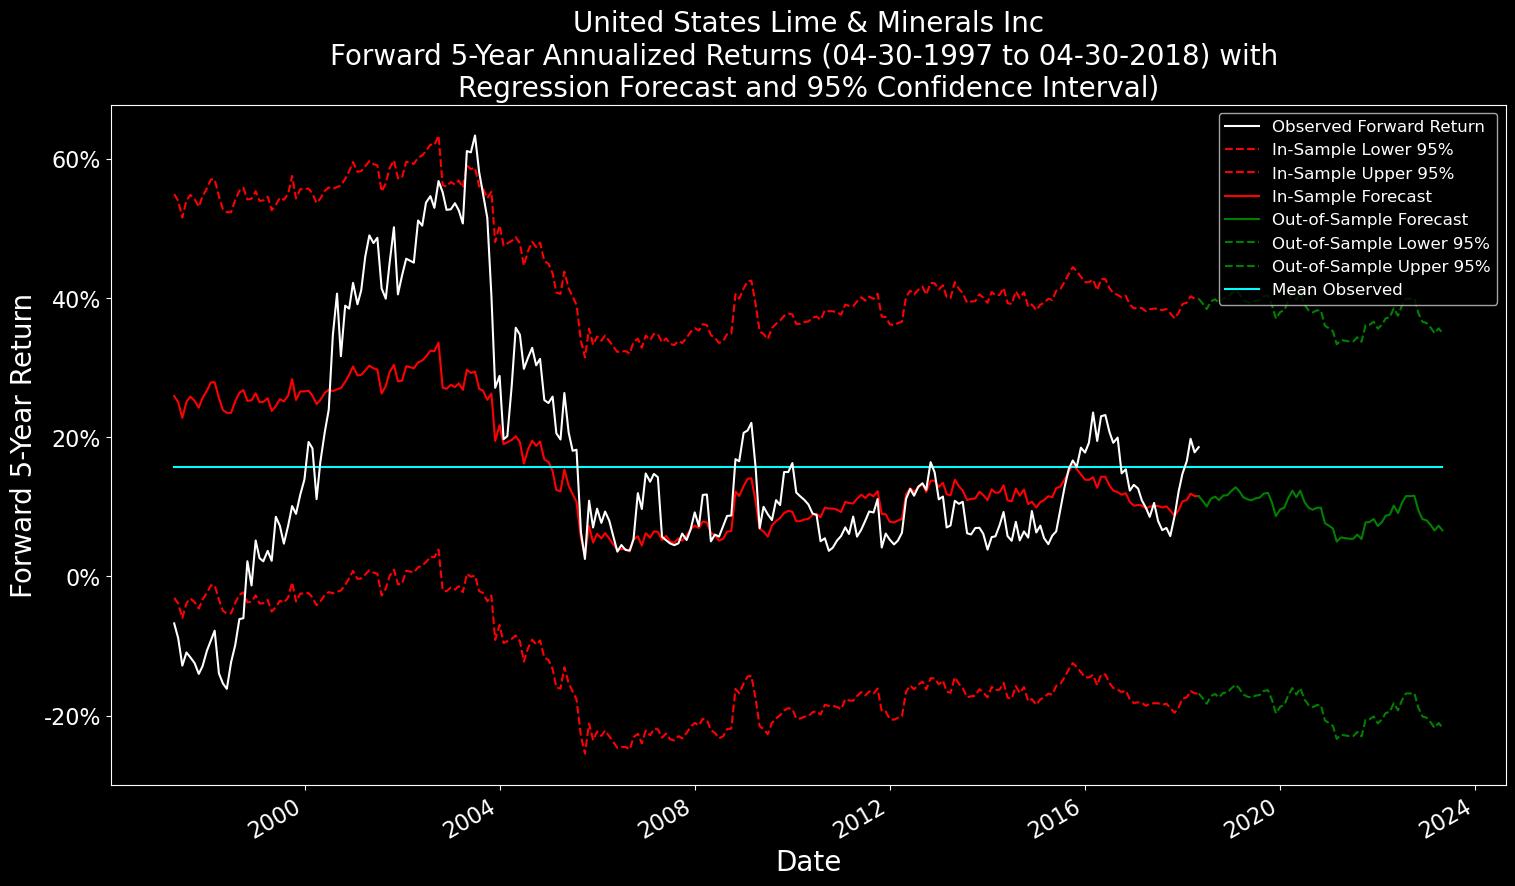 United States Lime & Minerals Inc
Forward 5-Year Annualized Returns (04-30-1997 to 04-30-2018) with
Regression Forecast and 95% Confidence Interval)
Observed Forward Return
In-Sample Lower 95%
In-Sample Upper 95%
In-Sample Forecast
Out-of-Sample Forecast
Out-of-Sample Lower 95%
Out-of-Sample Upper 95%
Mean Observed
Forward 5-Year Return
60%
40%
20%
0%
-20%
2000
2004
2008
2012
2016
2020
2024
Date